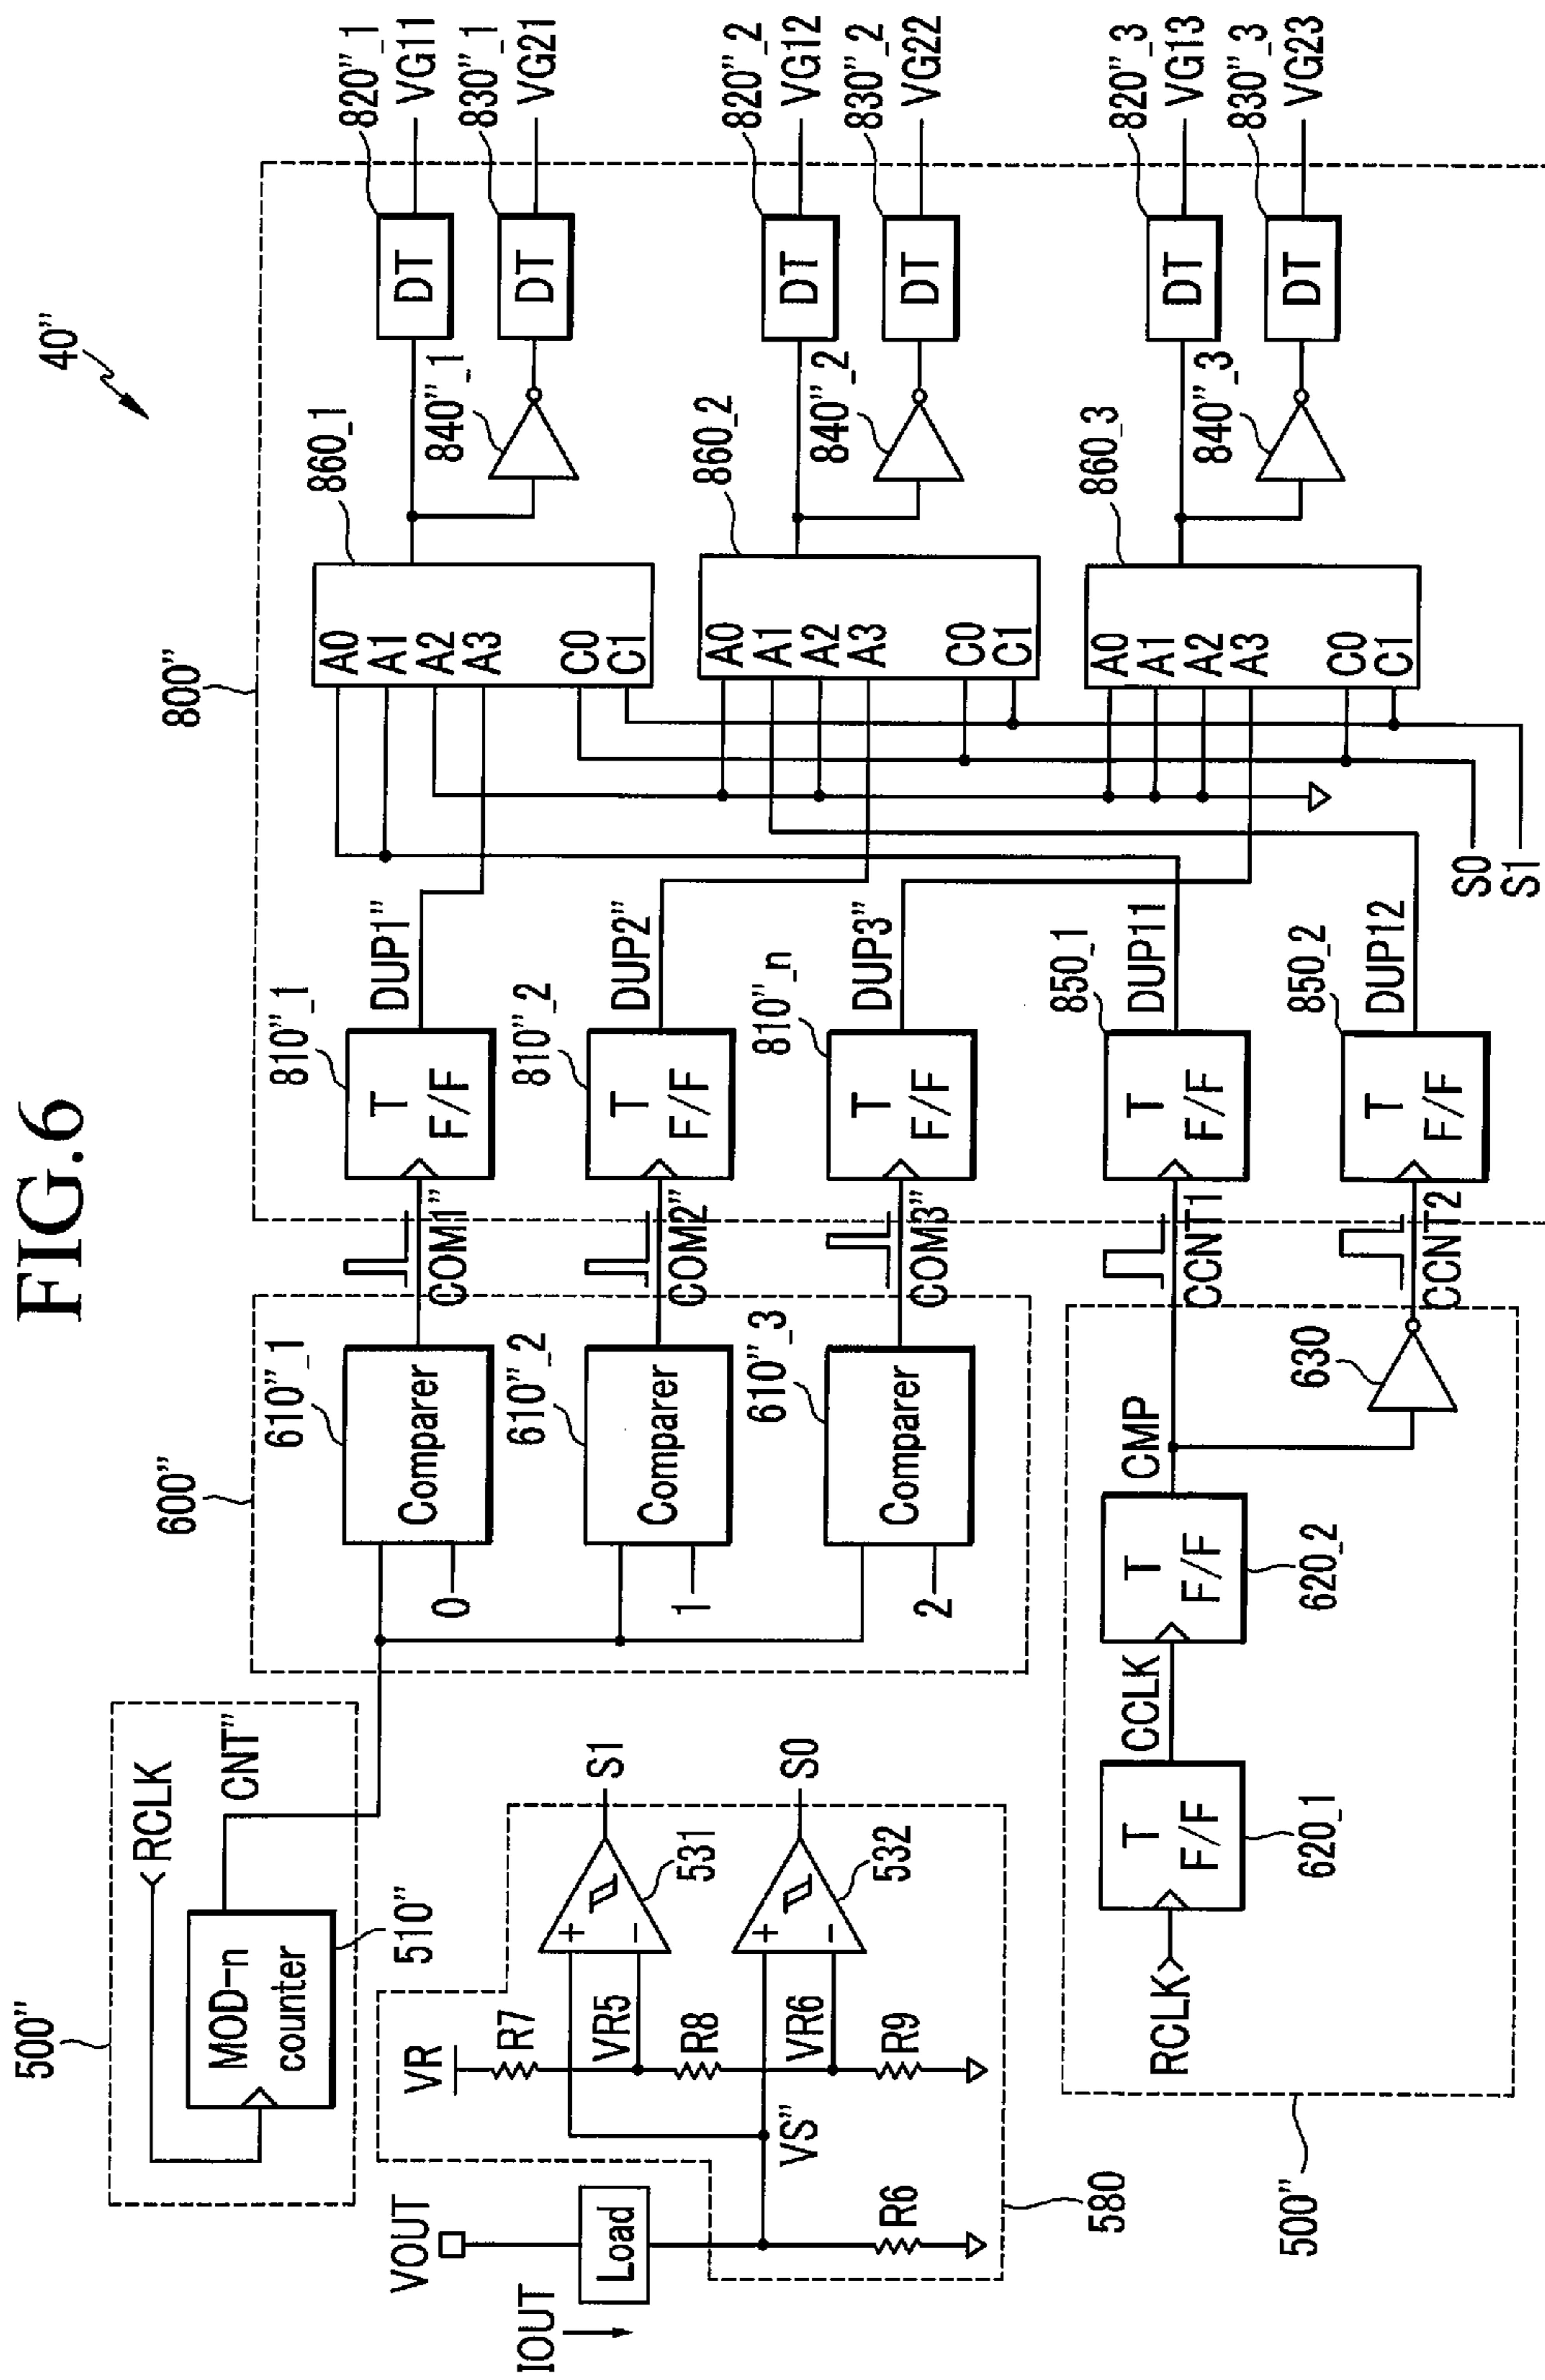 FIG.6
40”
500”
RCLK
CNT”
MOD-n
counter
510”
600”
610”_1
Comparer
0
610”_2
Comparer
1
610”_3
Comparer
2
COM1”
COM2”
COM3”
800”
810”_1
T
F/F
DUP1”
810”_2
T
F/F
DUP2”
810”_n
T
F/F
DUP3”
850_1
T
F/F
DUP11
850_2
T
F/F
DUP12
860_1
A0
A1
A2
A3
C0
C1
860_2
A0
A1
A2
A3
C0
C1
860_3
A0
A1
A2
A3
C0
C1
S0
S1
820”_1
DT
VG11
830”_1
DT
VG21
840”_1
820”_2
DT
VG12
830”_2
DT
VG22
840”_2
820”_3
DT
VG13
830”_3
DT
VG23
840”_3
VOUT
IOUT
Load
VR
R7
VR5
R8
VR6
R9
VS”
R6
+
−
531
S1
+
−
532
S0
580
RCLK
T
F/F
620_1
CCLK
T
F/F
620_2
CMP
630
CCNT1
CCNT2
500”